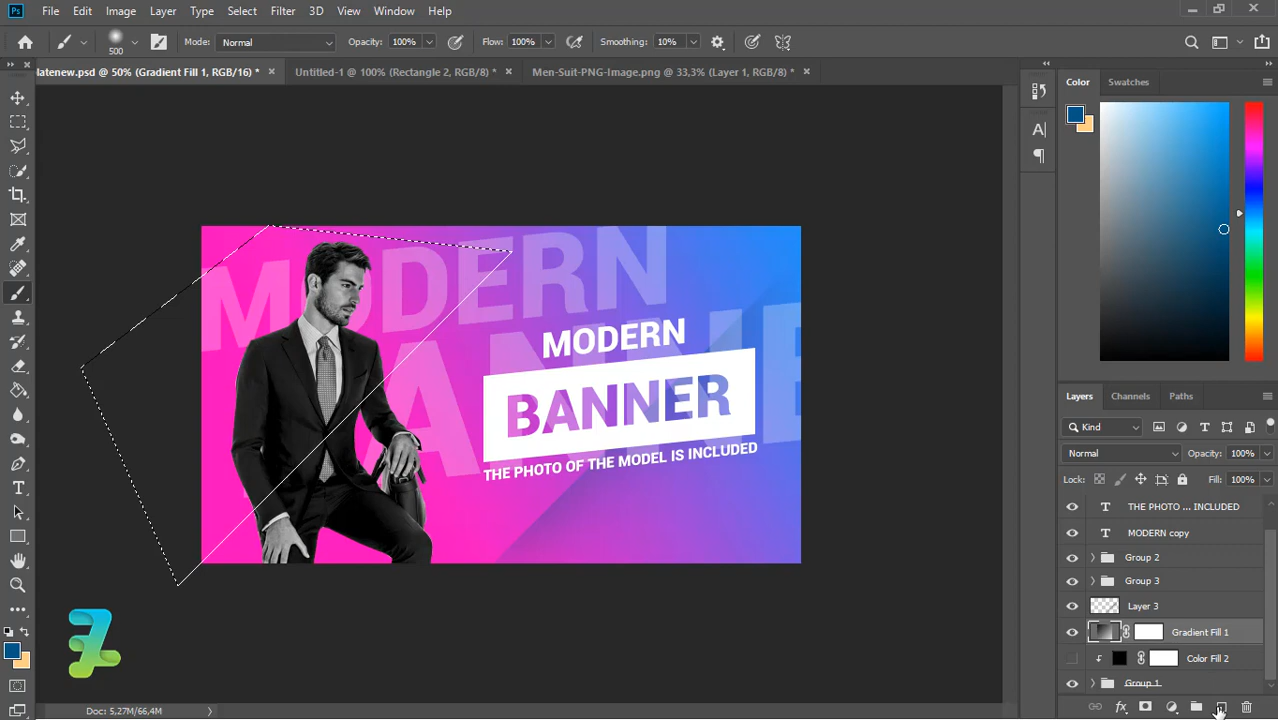 Ps File Edit Image Layer Type Select Filter 3D View Window Help
500 Mode: Normal Opacity: 100% Flow: 100% Smoothing: 10%
latenew.psd @ 50% (Gradient Fill 1, RGB/16) * × Untitled-1 @ 100% (Rectangle 2, RGB/8) * × Men-Suit-PNG-Image.png @ 33,3% (Layer 1, RGB/8) * ×
Color Swatches
MODERN
BANNE
MODERN
BANNER
THE PHOTO OF THE MODEL IS INCLUDED
Layers Channels Paths
Kind
Normal Opacity: 100%
Lock: Fill: 100%
T THE PHOTO ... INCLUDED
T MODERN copy
Group 2
Group 3
Layer 3
Gradient Fill 1
Color Fill 2
Group 1
fx
Doc: 5,27M/66,4M